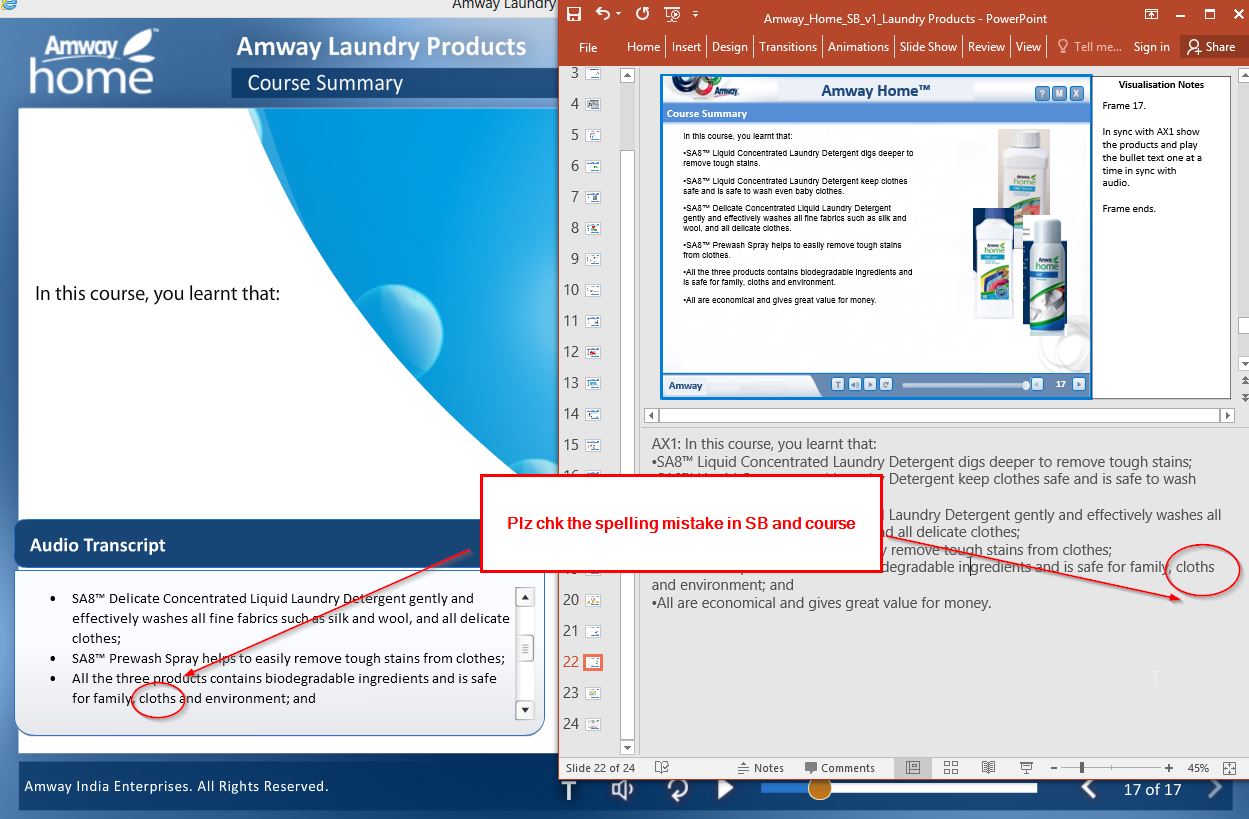 Amway Laundry
Amway
home
Amway Laundry Products
Course Summary
In this course, you learnt that:
Audio Transcript
• SA8™ Delicate Concentrated Liquid Laundry Detergent gently and
effectively washes all fine fabrics such as silk and wool, and all delicate
clothes;
• SA8™ Prewash Spray helps to easily remove tough stains from clothes;
• All the three products contains biodegradable ingredients and is safe
for family, cloths and environment; and
Amway India Enterprises. All Rights Reserved.
T
17 of 17
Plz chk the spelling mistake in SB and course
Amway_Home_SB_v1_Laundry Products - PowerPoint
File Home Insert Design Transitions Animations Slide Show Review View Tell me... Sign in Share
3
4
5
6
7
8
9
10
11
12
13
14
15
20
21
22
23
24
Amway
Amway Home™
? M X
Course Summary
In this course, you learnt that:
•SA8™ Liquid Concentrated Laundry Detergent digs deeper to
remove tough stains.
•SA8™ Liquid Concentrated Laundry Detergent keep clothes
safe and is safe to wash even baby clothes.
•SA8™ Delicate Concentrated Liquid Laundry Detergent
gently and effectively washes all fine fabrics such as silk and
wool, and all delicate clothes.
•SA8™ Prewash Spray helps to easily remove tough stains
from clothes.
•All the three products contains biodegradable ingredients and
is safe for family, cloths and environment.
•All are economical and gives great value for money.
Amway
home
Amway
home
Amway
home
Amway
T
17
Visualisation Notes
Frame 17.
In sync with AX1 show
the products and play
the bullet text one at a
time in sync with
audio.
Frame ends.
AX1: In this course, you learnt that:
•SA8™ Liquid Concentrated Laundry Detergent digs deeper to remove tough stains;
Detergent keep clothes safe and is safe to wash
Laundry Detergent gently and effectively washes all
all delicate clothes;
remove tough stains from clothes;
degradable ingredients and is safe for family, cloths
and environment; and
•All are economical and gives great value for money.
Slide 22 of 24
Notes
Comments
45%